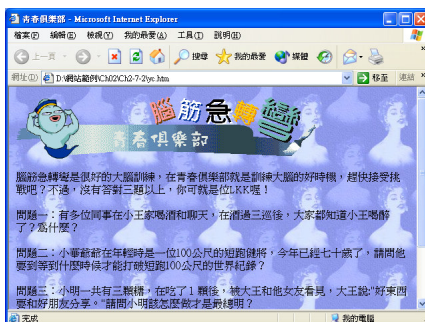 青春俱樂部 - Microsoft Internet Explorer
檔案(F) 編輯(E) 檢視(V) 我的最愛(A) 工具(T) 說明(H)
上一頁 搜尋 我的最愛 媒體
網址(D) D:\網站範例\Ch02\Ch2-7-2\yc.htm 移至 連結
腦筋急轉彎
青春俱樂部
腦筋急轉彎是很好的大腦訓練，在青春俱樂部就是訓練大腦的好時機，趕快接受挑
戰吧？不過，沒有答對三題以上，你可就是位LKK喔！
問題一：有多位同事在小王家喝酒和聊天，在酒過三巡後，大家都知道小王喝醉
了？為什麼？
問題二：小華爺爺在年輕時是一位100公尺的短跑健將，今年已經七十歲了，請問他
要到等到什麼時候才能打破短跑100公尺的世界紀錄？
問題三：小明一共有三顆糖，在吃了1顆後，被大王和他女友看見，大王說:"好東西
要和好朋友分享。"請問小明該怎麼做才是最聰明？
完成 我的電腦